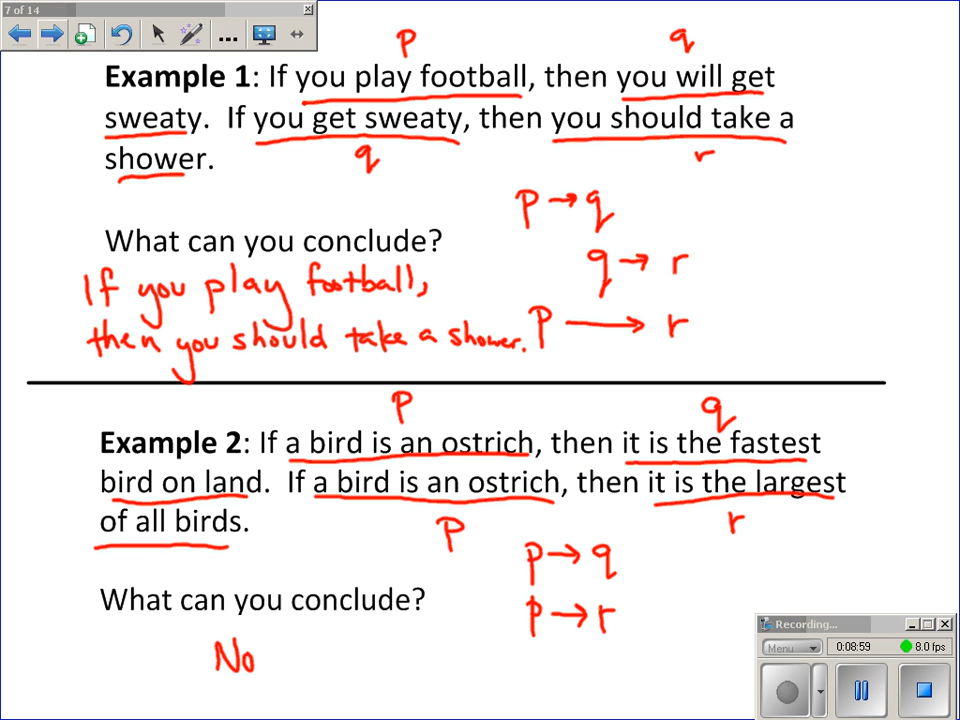 7 of 14
p q
Example 1: If you play football, then you will get
sweaty. If you get sweaty, then you should take a
shower.
q r
p → q
What can you conclude?
q → r
If you play football,
then you should take a shower.
p → r
p q
Example 2: If a bird is an ostrich, then it is the fastest
bird on land. If a bird is an ostrich, then it is the largest
of all birds.
p r
p → q
What can you conclude?
p → r
No
Recording...
Menu 0:08:59 8.0 fps